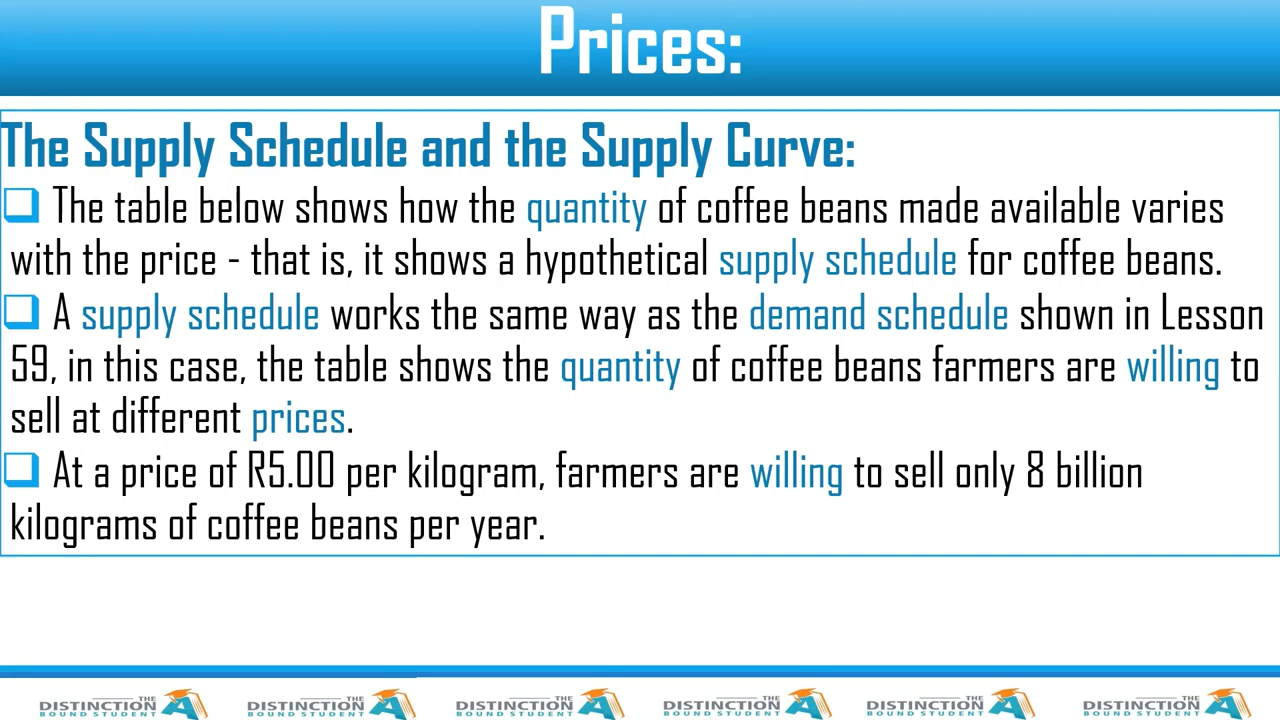 Prices:
The Supply Schedule and the Supply Curve:
The table below shows how the quantity of coffee beans made available varies
with the price - that is, it shows a hypothetical supply schedule for coffee beans.
A supply schedule works the same way as the demand schedule shown in Lesson
59, in this case, the table shows the quantity of coffee beans farmers are willing to
sell at different prices.
At a price of R5.00 per kilogram, farmers are willing to sell only 8 billion
kilograms of coffee beans per year.
THE DISTINCTION BOUND STUDENT A
THE DISTINCTION BOUND STUDENT A
THE DISTINCTION BOUND STUDENT A
THE DISTINCTION BOUND STUDENT A
THE DISTINCTION BOUND STUDENT A
THE DISTINCTION BOUND STUDENT A